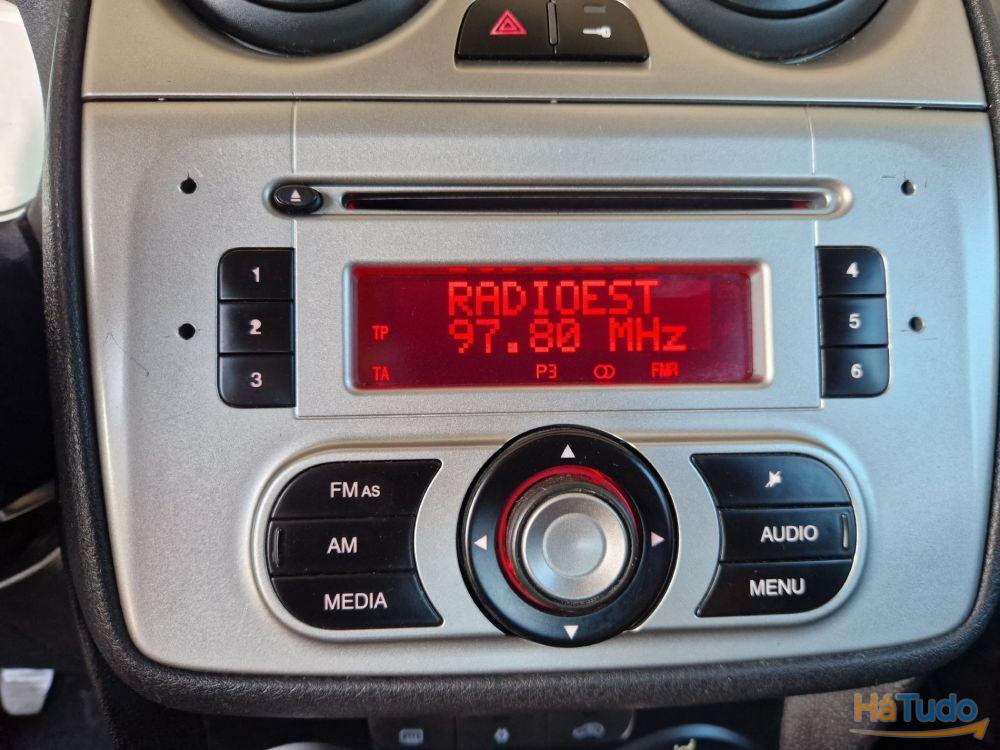 1
2
3
4
5
6
RADIOEST
TP 97.80 MHz
TA P3 FMA
FM AS
AM
MEDIA
AUDIO
MENU
HáTudo